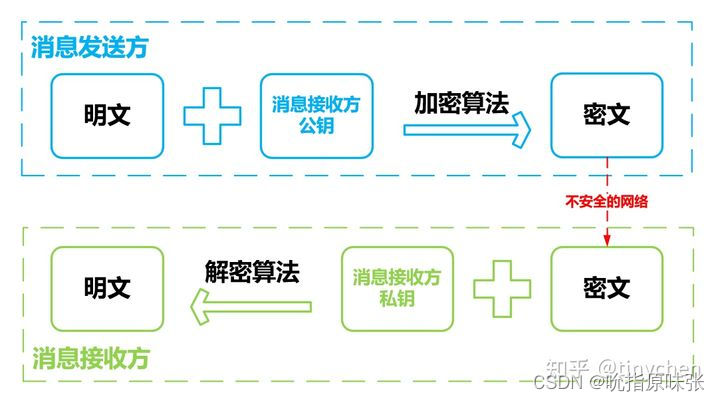 消息发送方
明文
消息接收方
公钥
加密算法
密文
不安全的网络
明文
解密算法
消息接收方
私钥
密文
消息接收方
知乎 @tinychen
CSDN @吮指原味张